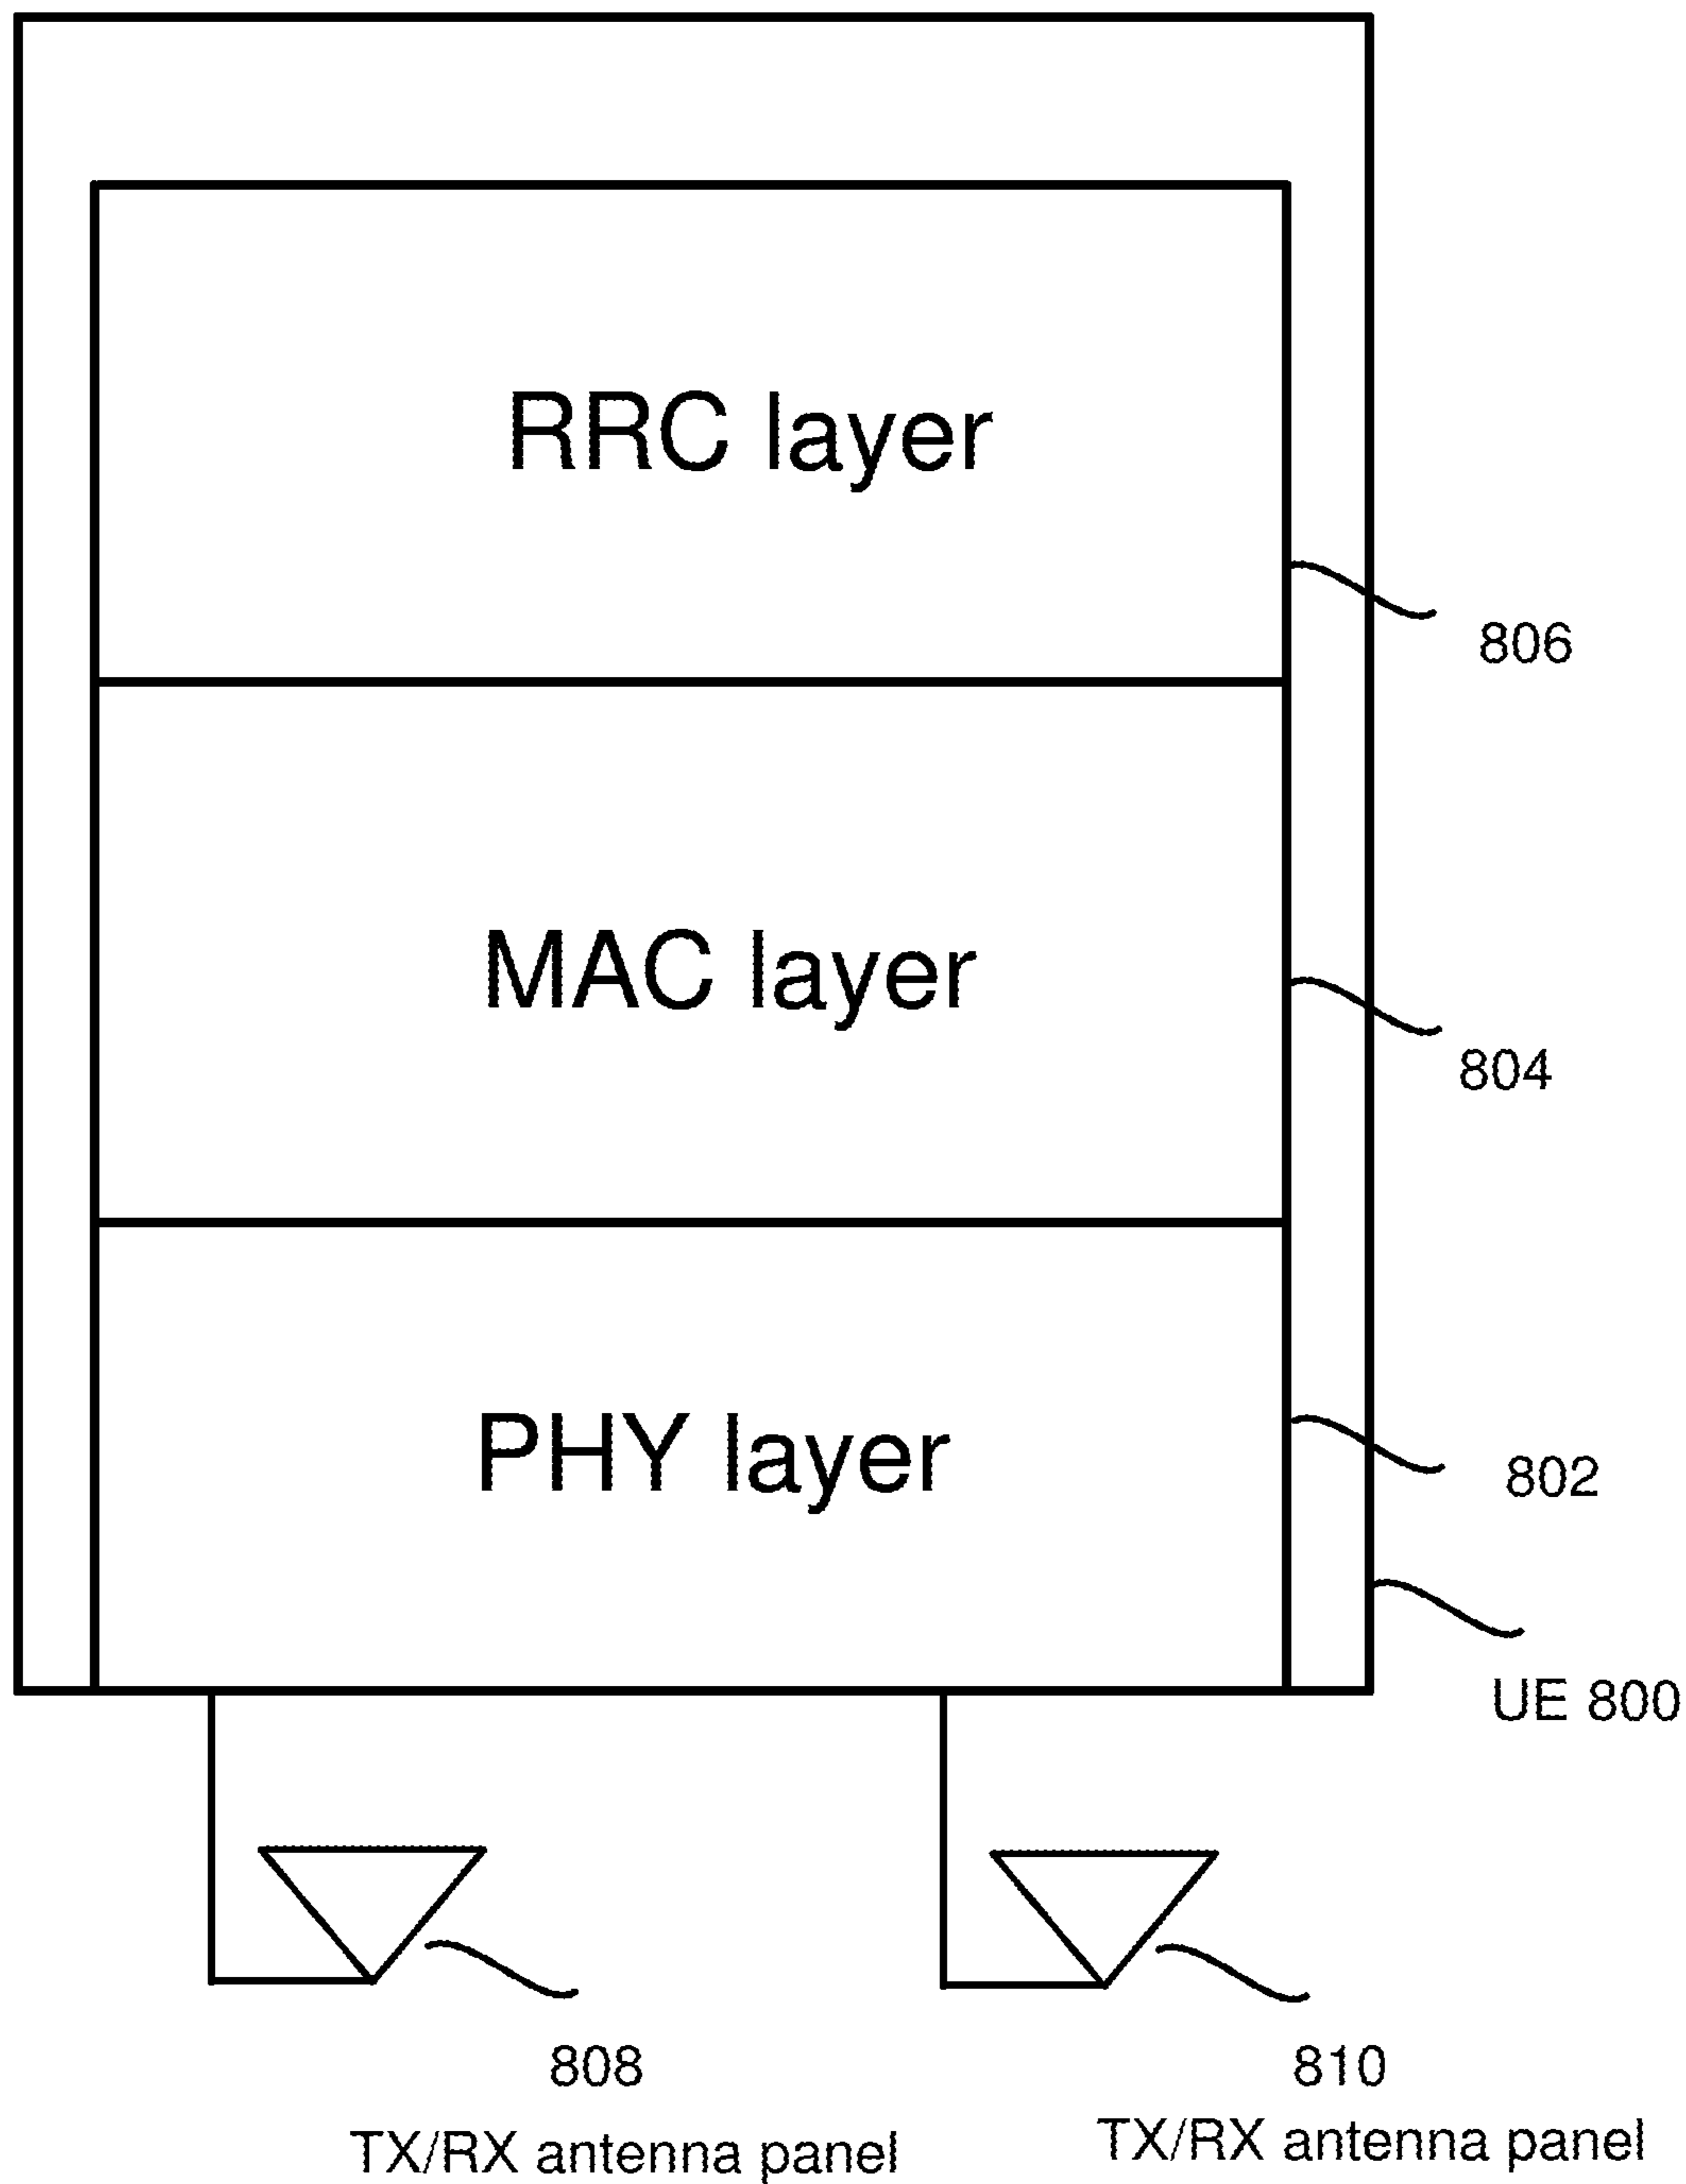 RRC layer
806
MAC layer
804
PHY layer
802
UE 800
808
TX/RX antenna panel
810
TX/RX antenna panel